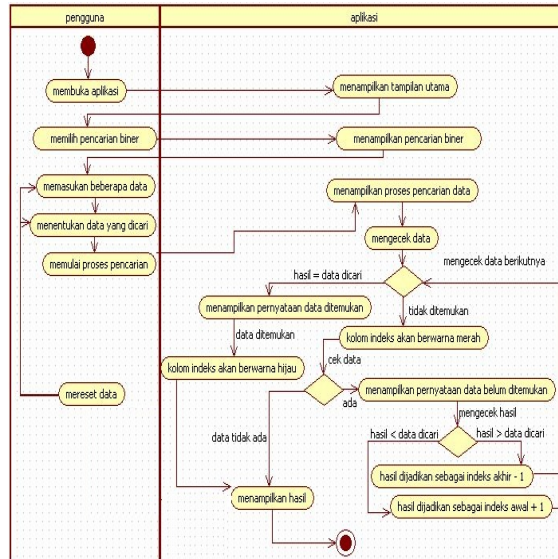 pengguna
aplikasi
membuka aplikasi
menampilkan tampilan utama
memilih pencarian biner
menampilkan pencarian biner
memasukan beberapa data
menampilkan proses pencarian data
menentukan data yang dicari
mengecek data
memulai proses pencarian
mengecek data berikutnya
hasil = data dicari
menampilkan pernyataan data ditemukan
tidak ditemukan
data ditemukan
kolom indeks akan berwarna merah
cek data
kolom indeks akan berwarna hijau
menampilkan pernyataan data belum ditemukan
ada
mereset data
mengecek hasil
data tidak ada
hasil < data dicari
hasil > data dicari
hasil dijadikan sebagai indeks akhir - 1
menampilkan hasil
hasil dijadikan sebagai indeks awal + 1